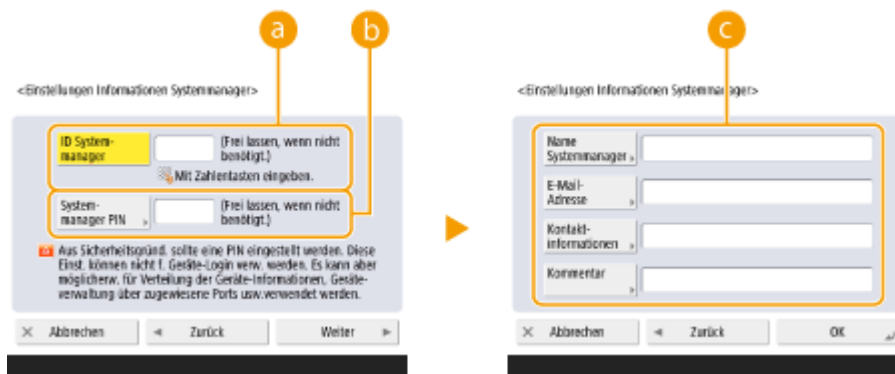 a
b
c
<Einstellungen Informationen Systemmanager>
ID System-
manager
(Frei lassen, wenn nicht
benötigt.)
Mit Zahlentasten eingeben.
System-
manager PIN
(Frei lassen, wenn nicht
benötigt.)
Aus Sicherheitsgründ. sollte eine PIN eingestellt werden. Diese
Einst. können nicht f. Geräte-Login verw. werden. Es kann aber
möglicherw. für Verteilung der Geräte-Informationen, Geräte-
verwaltung über zugewiesene Ports usw.verwendet werden.
Abbrechen
Zurück
Weiter
<Einstellungen Informationen Systemmanager>
Name
Systemmanager
E-Mail-
Adresse
Kontakt-
informationen
Kommentar
Abbrechen
Zurück
OK